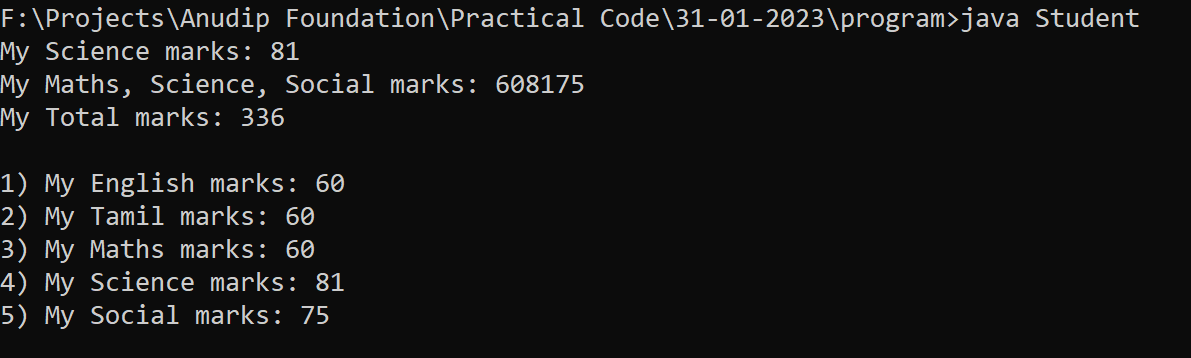 F:\Projects\Anudip Foundation\Practical Code\31-01-2023\program>java Student
My Science marks: 81
My Maths, Science, Social marks: 608175
My Total marks: 336
1) My English marks: 60
2) My Tamil marks: 60
3) My Maths marks: 60
4) My Science marks: 81
5) My Social marks: 75